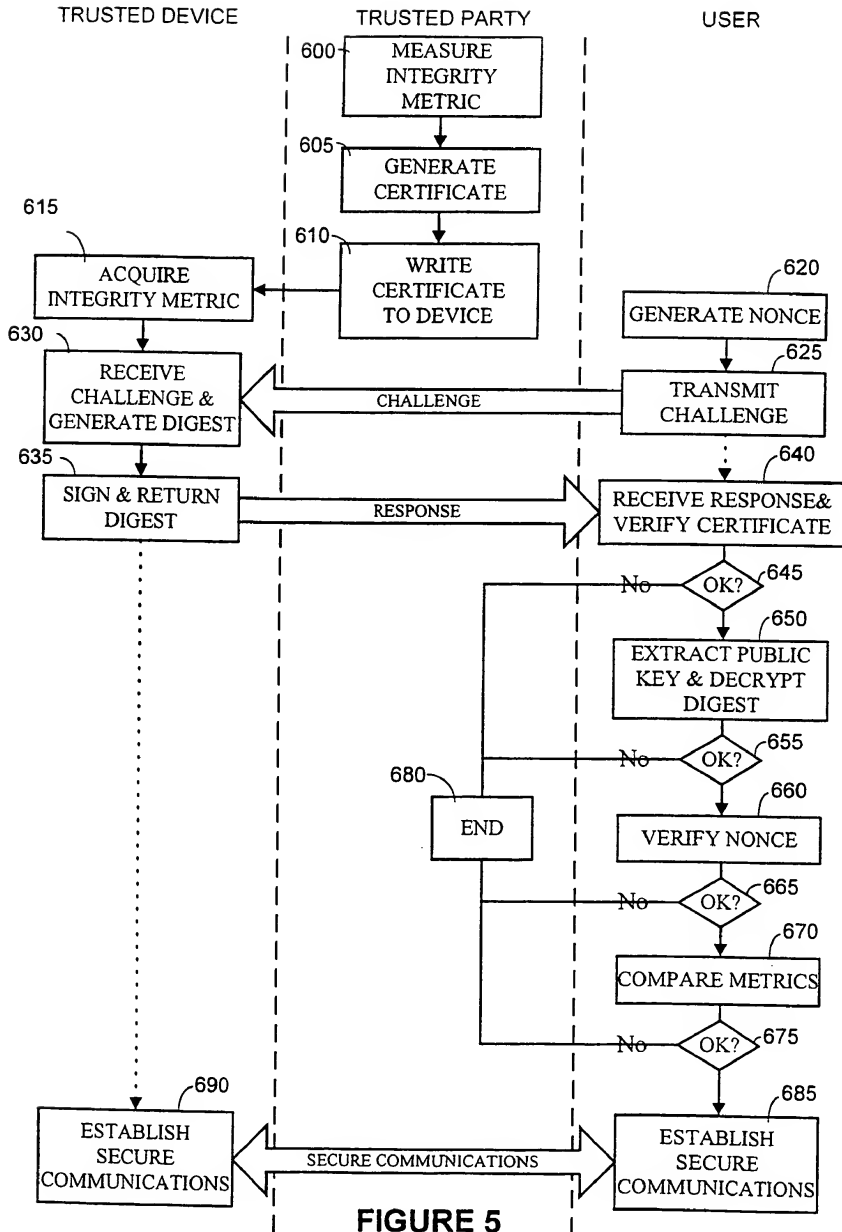 TRUSTED DEVICE
TRUSTED PARTY
USER
600
MEASURE
INTEGRITY
METRIC
605
GENERATE
CERTIFICATE
610
WRITE
CERTIFICATE
TO DEVICE
615
ACQUIRE
INTEGRITY METRIC
620
GENERATE NONCE
630
RECEIVE
CHALLENGE &
GENERATE DIGEST
CHALLENGE
625
TRANSMIT
CHALLENGE
635
SIGN & RETURN
DIGEST
RESPONSE
640
RECEIVE RESPONSE&
VERIFY CERTIFICATE
No
OK?
645
650
EXTRACT PUBLIC
KEY & DECRYPT
DIGEST
No
OK?
655
680
END
660
VERIFY NONCE
No
OK?
665
670
COMPARE METRICS
No
OK?
675
690
ESTABLISH
SECURE
COMMUNICATIONS
SECURE COMMUNICATIONS
685
ESTABLISH
SECURE
COMMUNICATIONS
FIGURE 5